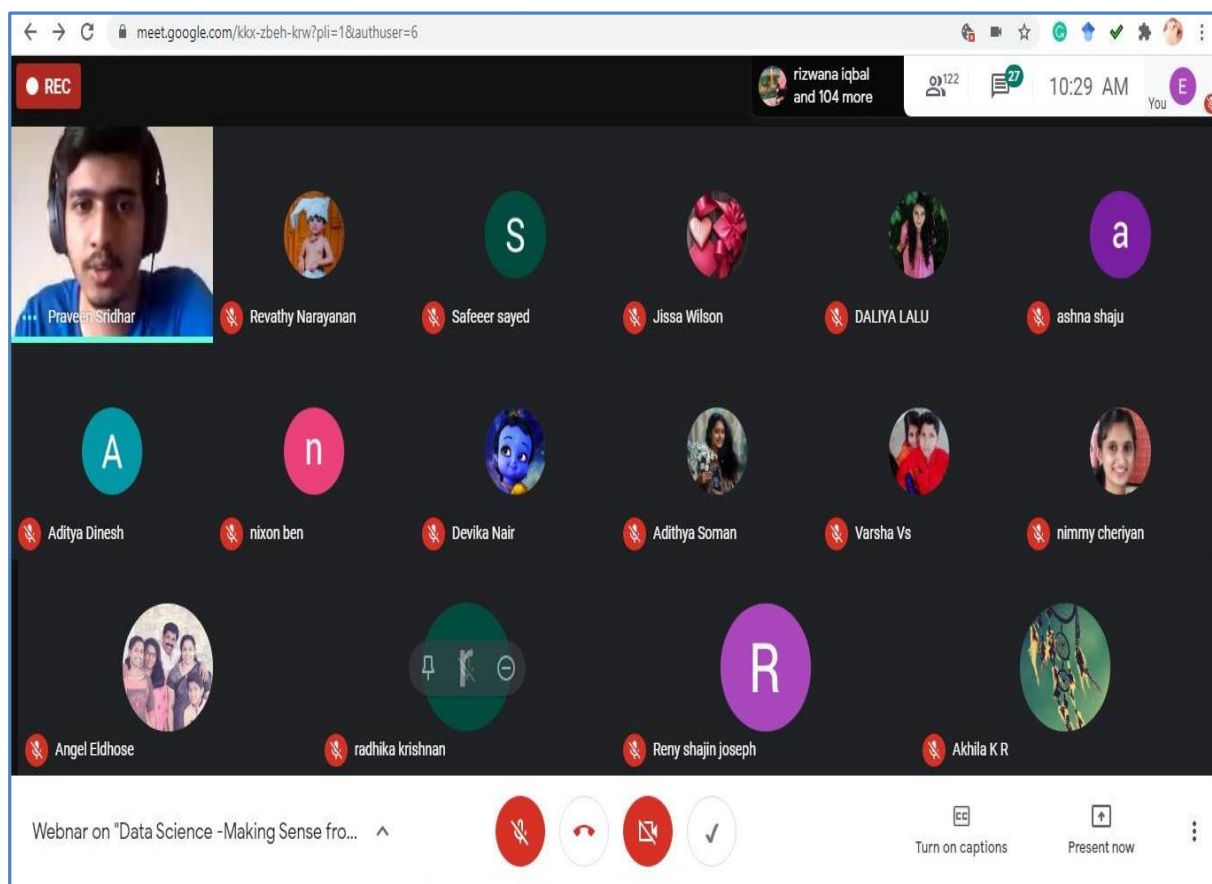 meet.google.com/kkx-zbeh-krw?pli=1&authuser=6
REC
rizwana iqbal
and 104 more
122
27
10:29 AM
You
E
Praveen Sridhar
Revathy Narayanan
S
Safeeer sayed
Jissa Wilson
DALIYA LALU
a
ashna shaju
A
Aditya Dinesh
n
nixon ben
Devika Nair
Adithya Soman
Varsha Vs
nimmy cheriyan
Angel Eldhose
r
radhika krishnan
R
Reny shajin joseph
Akhila K R
Webnar on "Data Science -Making Sense fro...
CC
Turn on captions
Present now